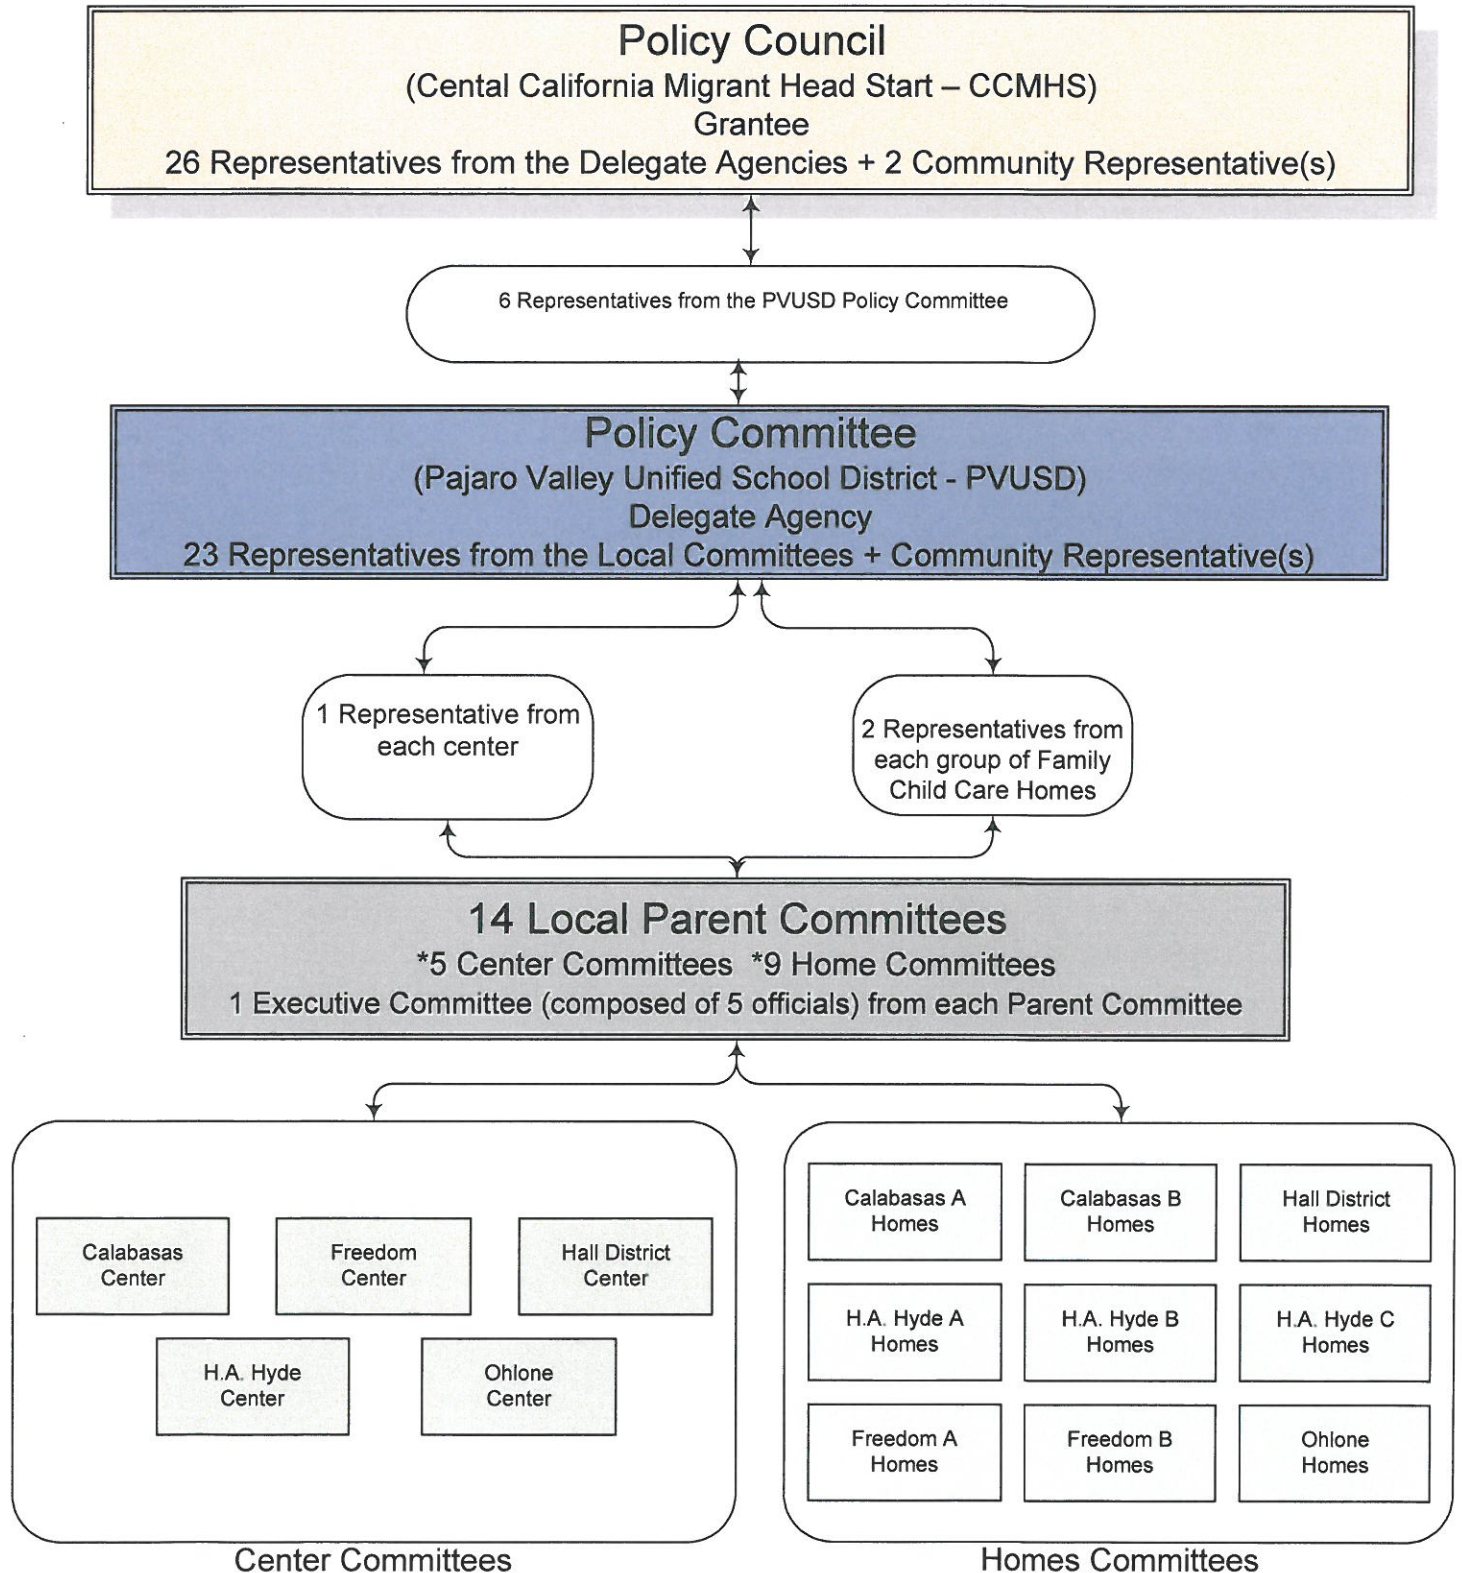 Policy Council
(Cental California Migrant Head Start – CCMHS)
Grantee
26 Representatives from the Delegate Agencies + 2 Community Representative(s)
6 Representatives from the PVUSD Policy Committee
Policy Committee
(Pajaro Valley Unified School District - PVUSD)
Delegate Agency
23 Representatives from the Local Committees + Community Representative(s)
1 Representative from
each center
2 Representatives from
each group of Family
Child Care Homes
14 Local Parent Committees
*5 Center Committees *9 Home Committees
1 Executive Committee (composed of 5 officials) from each Parent Committee
Calabasas
Center
Freedom
Center
Hall District
Center
H.A. Hyde
Center
Ohlone
Center
Center Committees
Calabasas A
Homes
Calabasas B
Homes
Hall District
Homes
H.A. Hyde A
Homes
H.A. Hyde B
Homes
H.A. Hyde C
Homes
Freedom A
Homes
Freedom B
Homes
Ohlone
Homes
Homes Committees